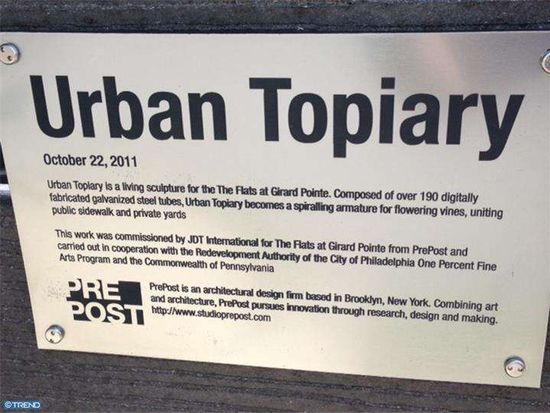 Urban Topiary
October 22, 2011
Urban Topiary is a living sculpture for the The Flats at Girard Pointe. Composed of over 190 digitally
fabricated galvanized steel tubes, Urban Topiary becomes a spiralling armature for flowering vines, uniting
public sidewalk and private yards
This work was commissioned by JDT International for The Flats at Girard Pointe from PrePost and
carried out in cooperation with the Redevelopment Authority of the City of Philadelphia One Percent Fine
Arts Program and the Commonwealth of Pennsylvania
PRE
POST
PrePost is an architectural design firm based in Brooklyn, New York. Combining art
and architecture, PrePost pursues innovation through research, design and making.
http://www.studioprepost.com
©TREND